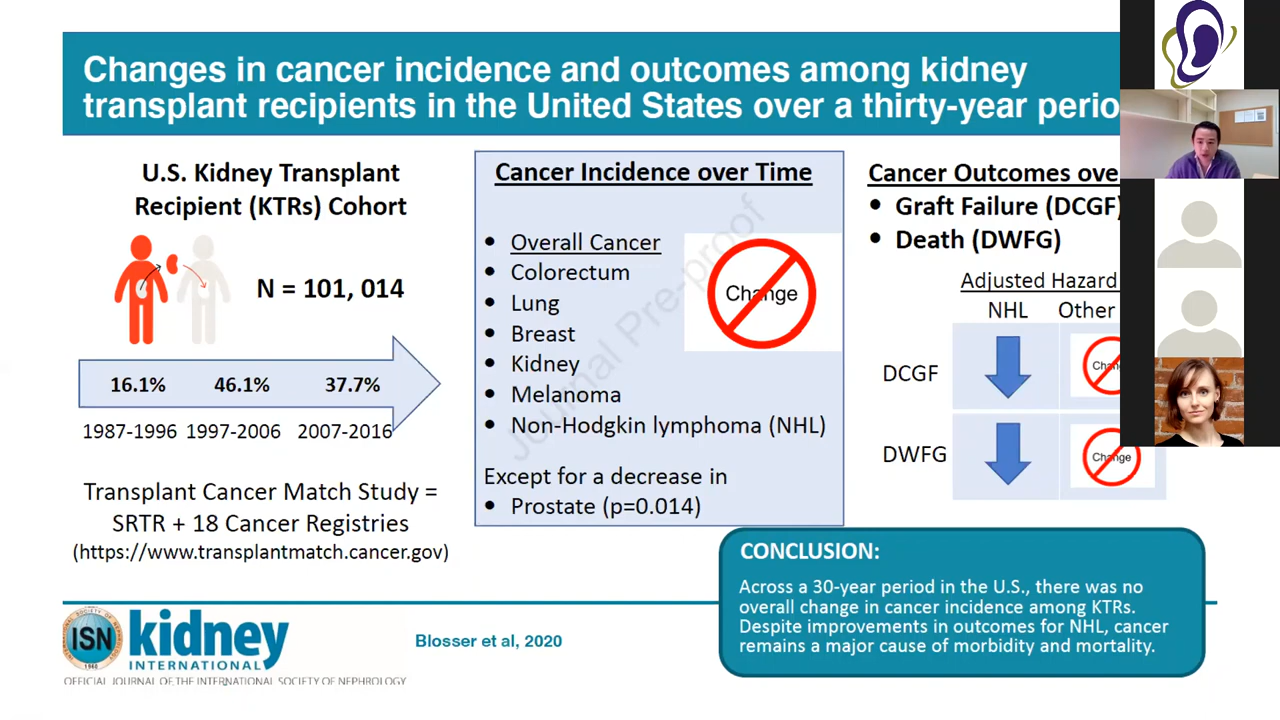 Changes in cancer incidence and outcomes among kidney
transplant recipients in the United States over a thirty-year perio
U.S. Kidney Transplant
Recipient (KTRs) Cohort
N = 101, 014
16.1% 46.1% 37.7%
1987-1996 1997-2006 2007-2016
Transplant Cancer Match Study =
SRTR + 18 Cancer Registries
(https://www.transplantmatch.cancer.gov)
Cancer Incidence over Time
• Overall Cancer
• Colorectum
• Lung
• Breast
• Kidney
• Melanoma
• Non-Hodgkin lymphoma (NHL)
Change
Journal Pre-proof
Except for a decrease in
• Prostate (p=0.014)
Cancer Outcomes over
• Graft Failure (DCGF)
• Death (DWFG)
Adjusted Hazard
NHL Other
DCGF
Chan
DWFG
Change
CONCLUSION:
Across a 30-year period in the U.S., there was no
overall change in cancer incidence among KTRs.
Despite improvements in outcomes for NHL, cancer
remains a major cause of morbidity and mortality.
ISN
kidney
INTERNATIONAL
OFFICIAL JOURNAL OF THE INTERNATIONAL SOCIETY OF NEPHROLOGY
Blosser et al, 2020